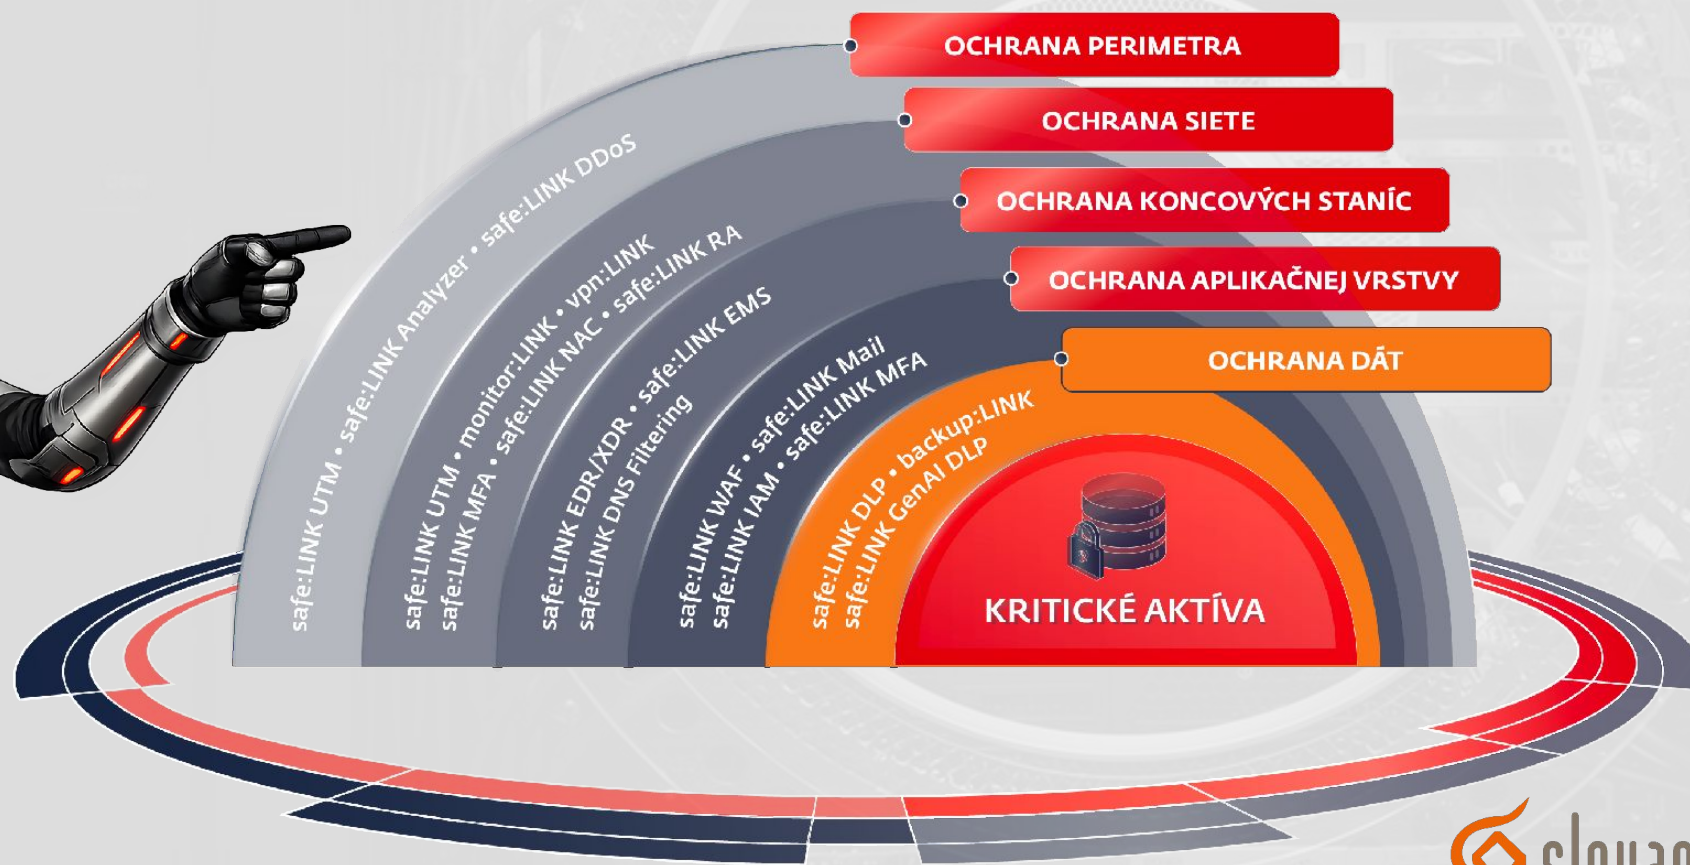 OCHRANA PERIMETRA
OCHRANA SIETE
OCHRANA KONCOVÝCH STANÍC
OCHRANA APLIKAČNEJ VRSTVY
OCHRANA DÁT
safe:LINK UTM • safe:LINK Analyzer • safe:LINK DDoS
safe:LINK UTM • monitor:LINK • vpn:LINK
safe:LINK MFA • safe:LINK NAC • safe:LINK RA
safe:LINK EDR/XDR • safe:LINK EMS
safe:LINK DNS Filtering
safe:LINK WAF • safe:LINK Mail
safe:LINK IAM • safe:LINK MFA
safe:LINK DLP • backup:LINK
safe:LINK GenAI DLP
KRITICKÉ AKTÍVA